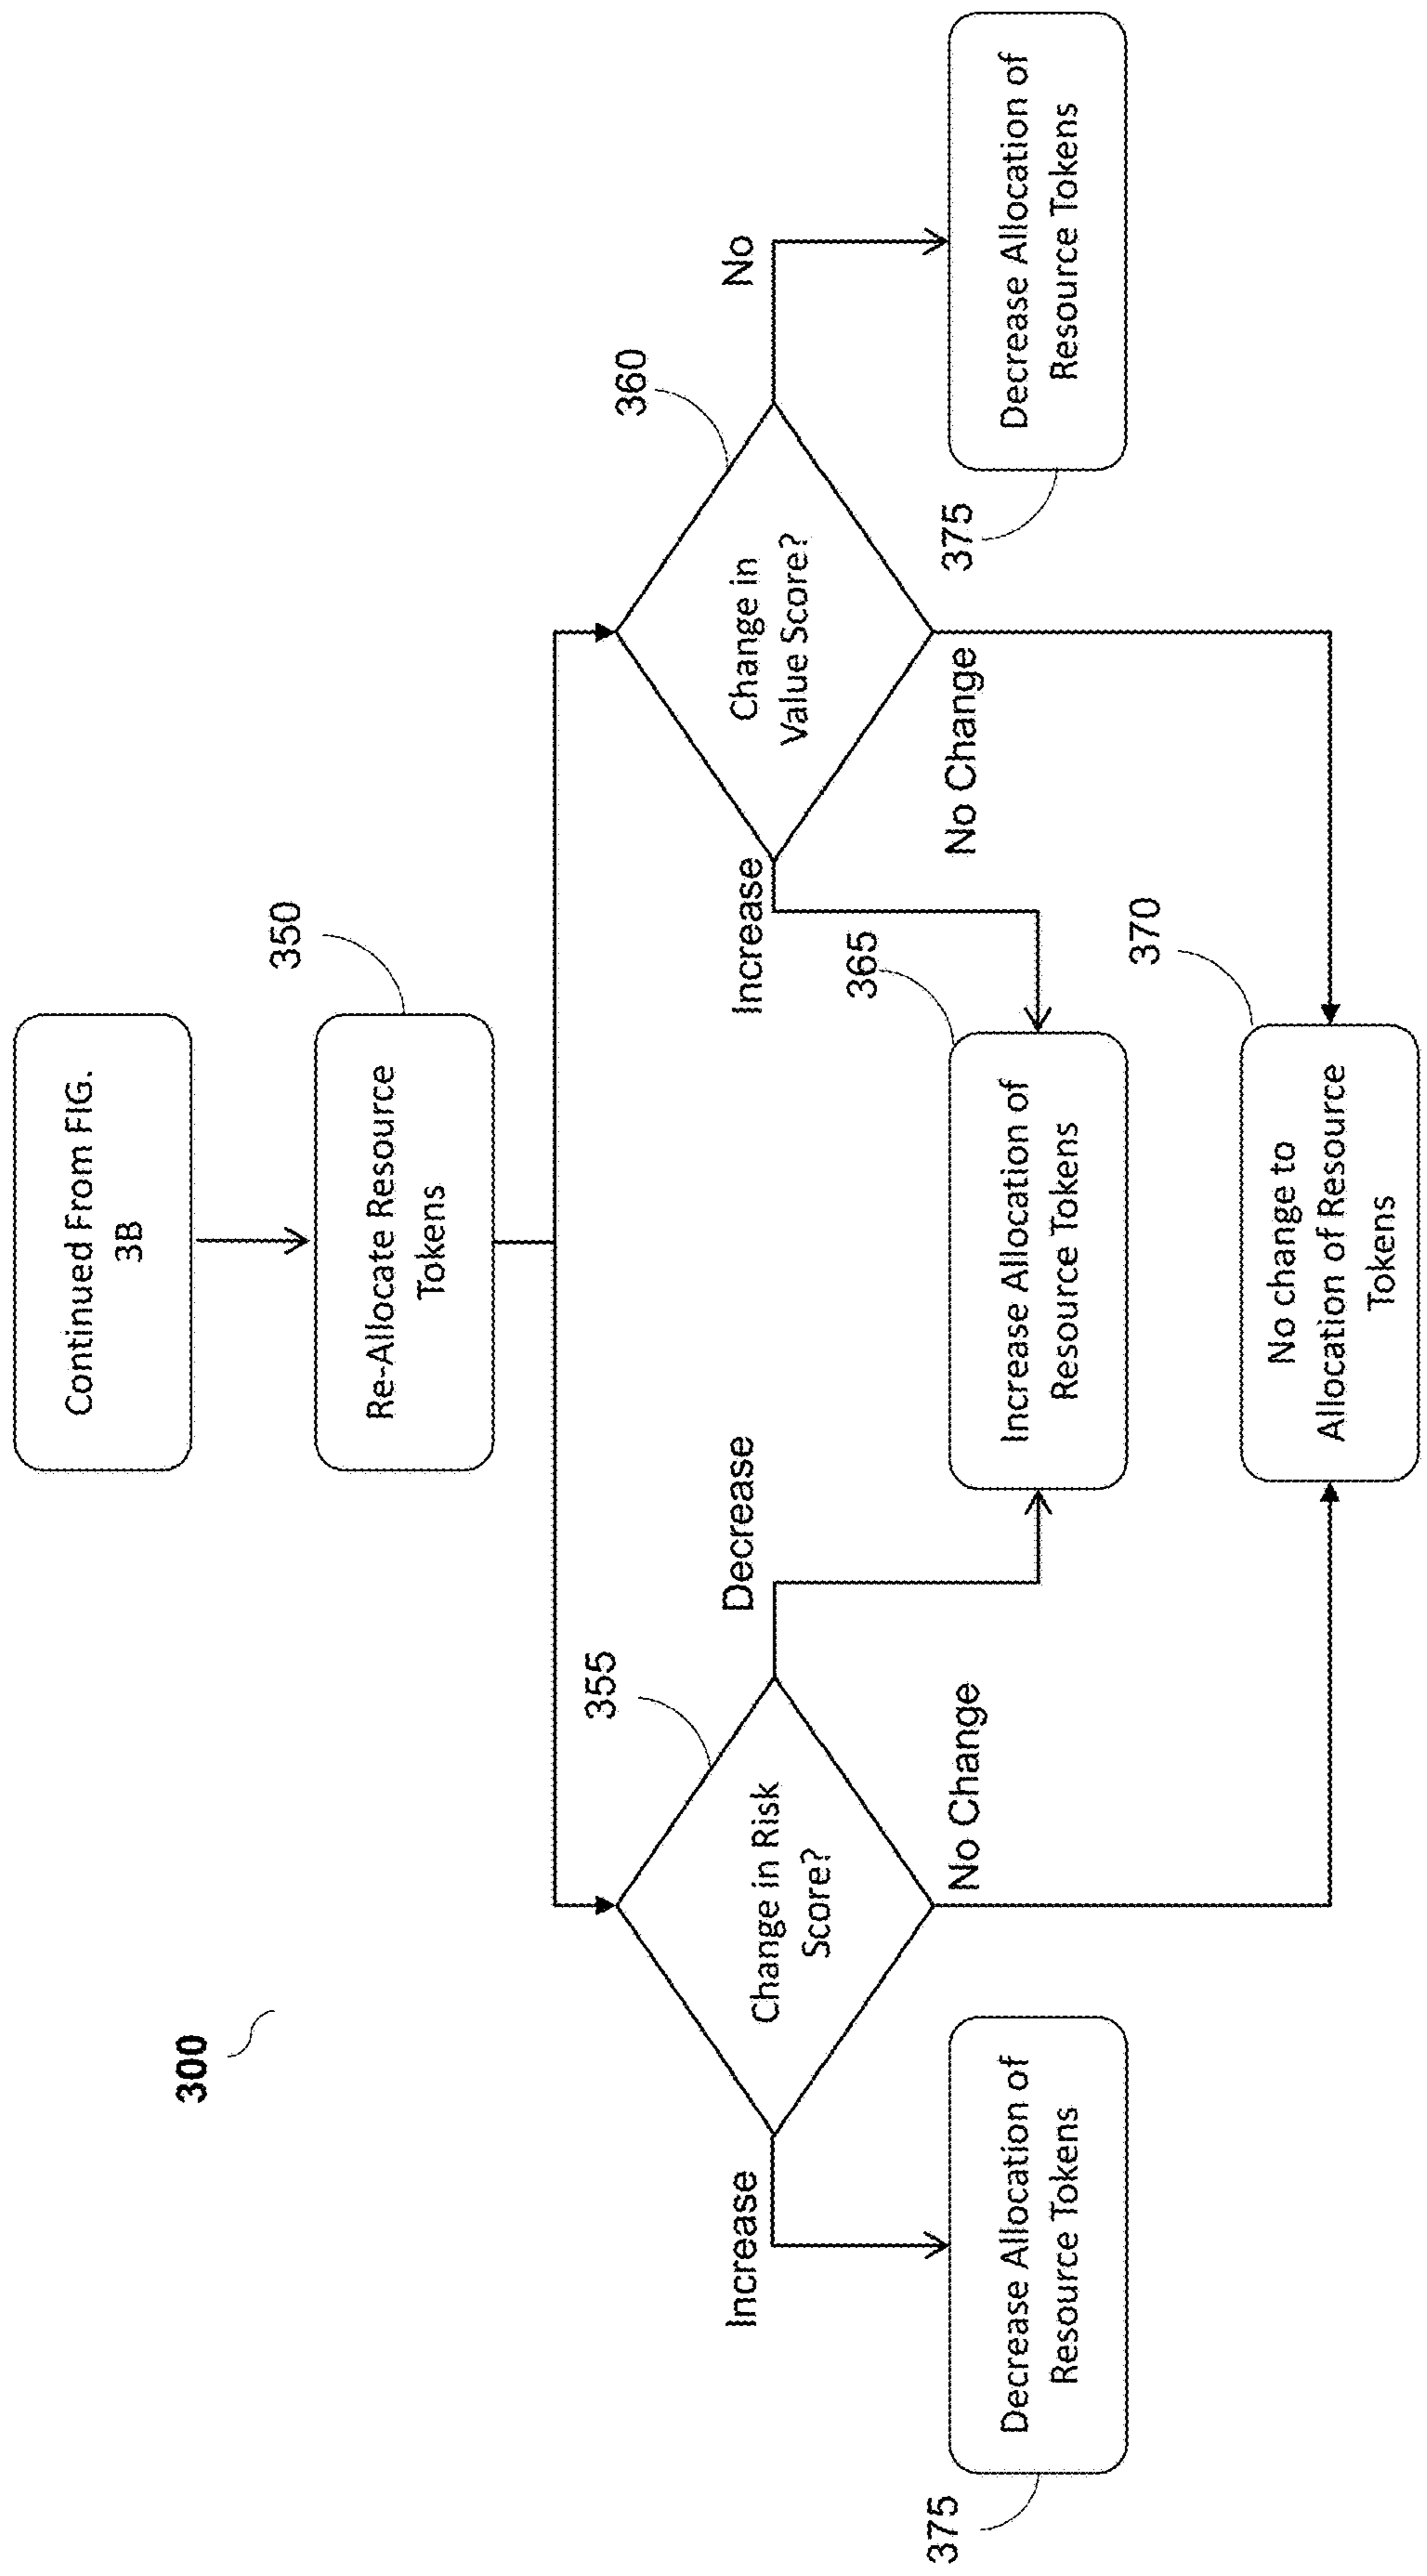 300
Continued From FIG.
3B
350
Re-Allocate Resource
Tokens
355
Change in Risk
Score?
360
Change in
Value Score?
Increase
Decrease
Increase
No
No Change
No Change
375
Decrease Allocation of
Resource Tokens
365
Increase Allocation of
Resource Tokens
375
Decrease Allocation of
Resource Tokens
370
No change to
Allocation of Resource
Tokens